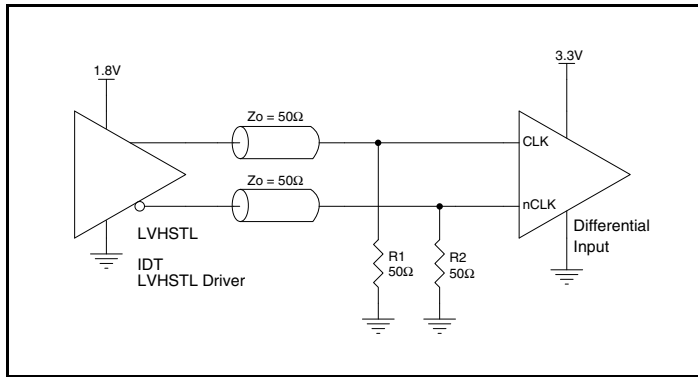 1.8V
3.3V
Zo = 50Ω
CLK
Zo = 50Ω
nCLK
LVHSTL
IDT
LVHSTL Driver
R1
50Ω
R2
50Ω
Differential
Input